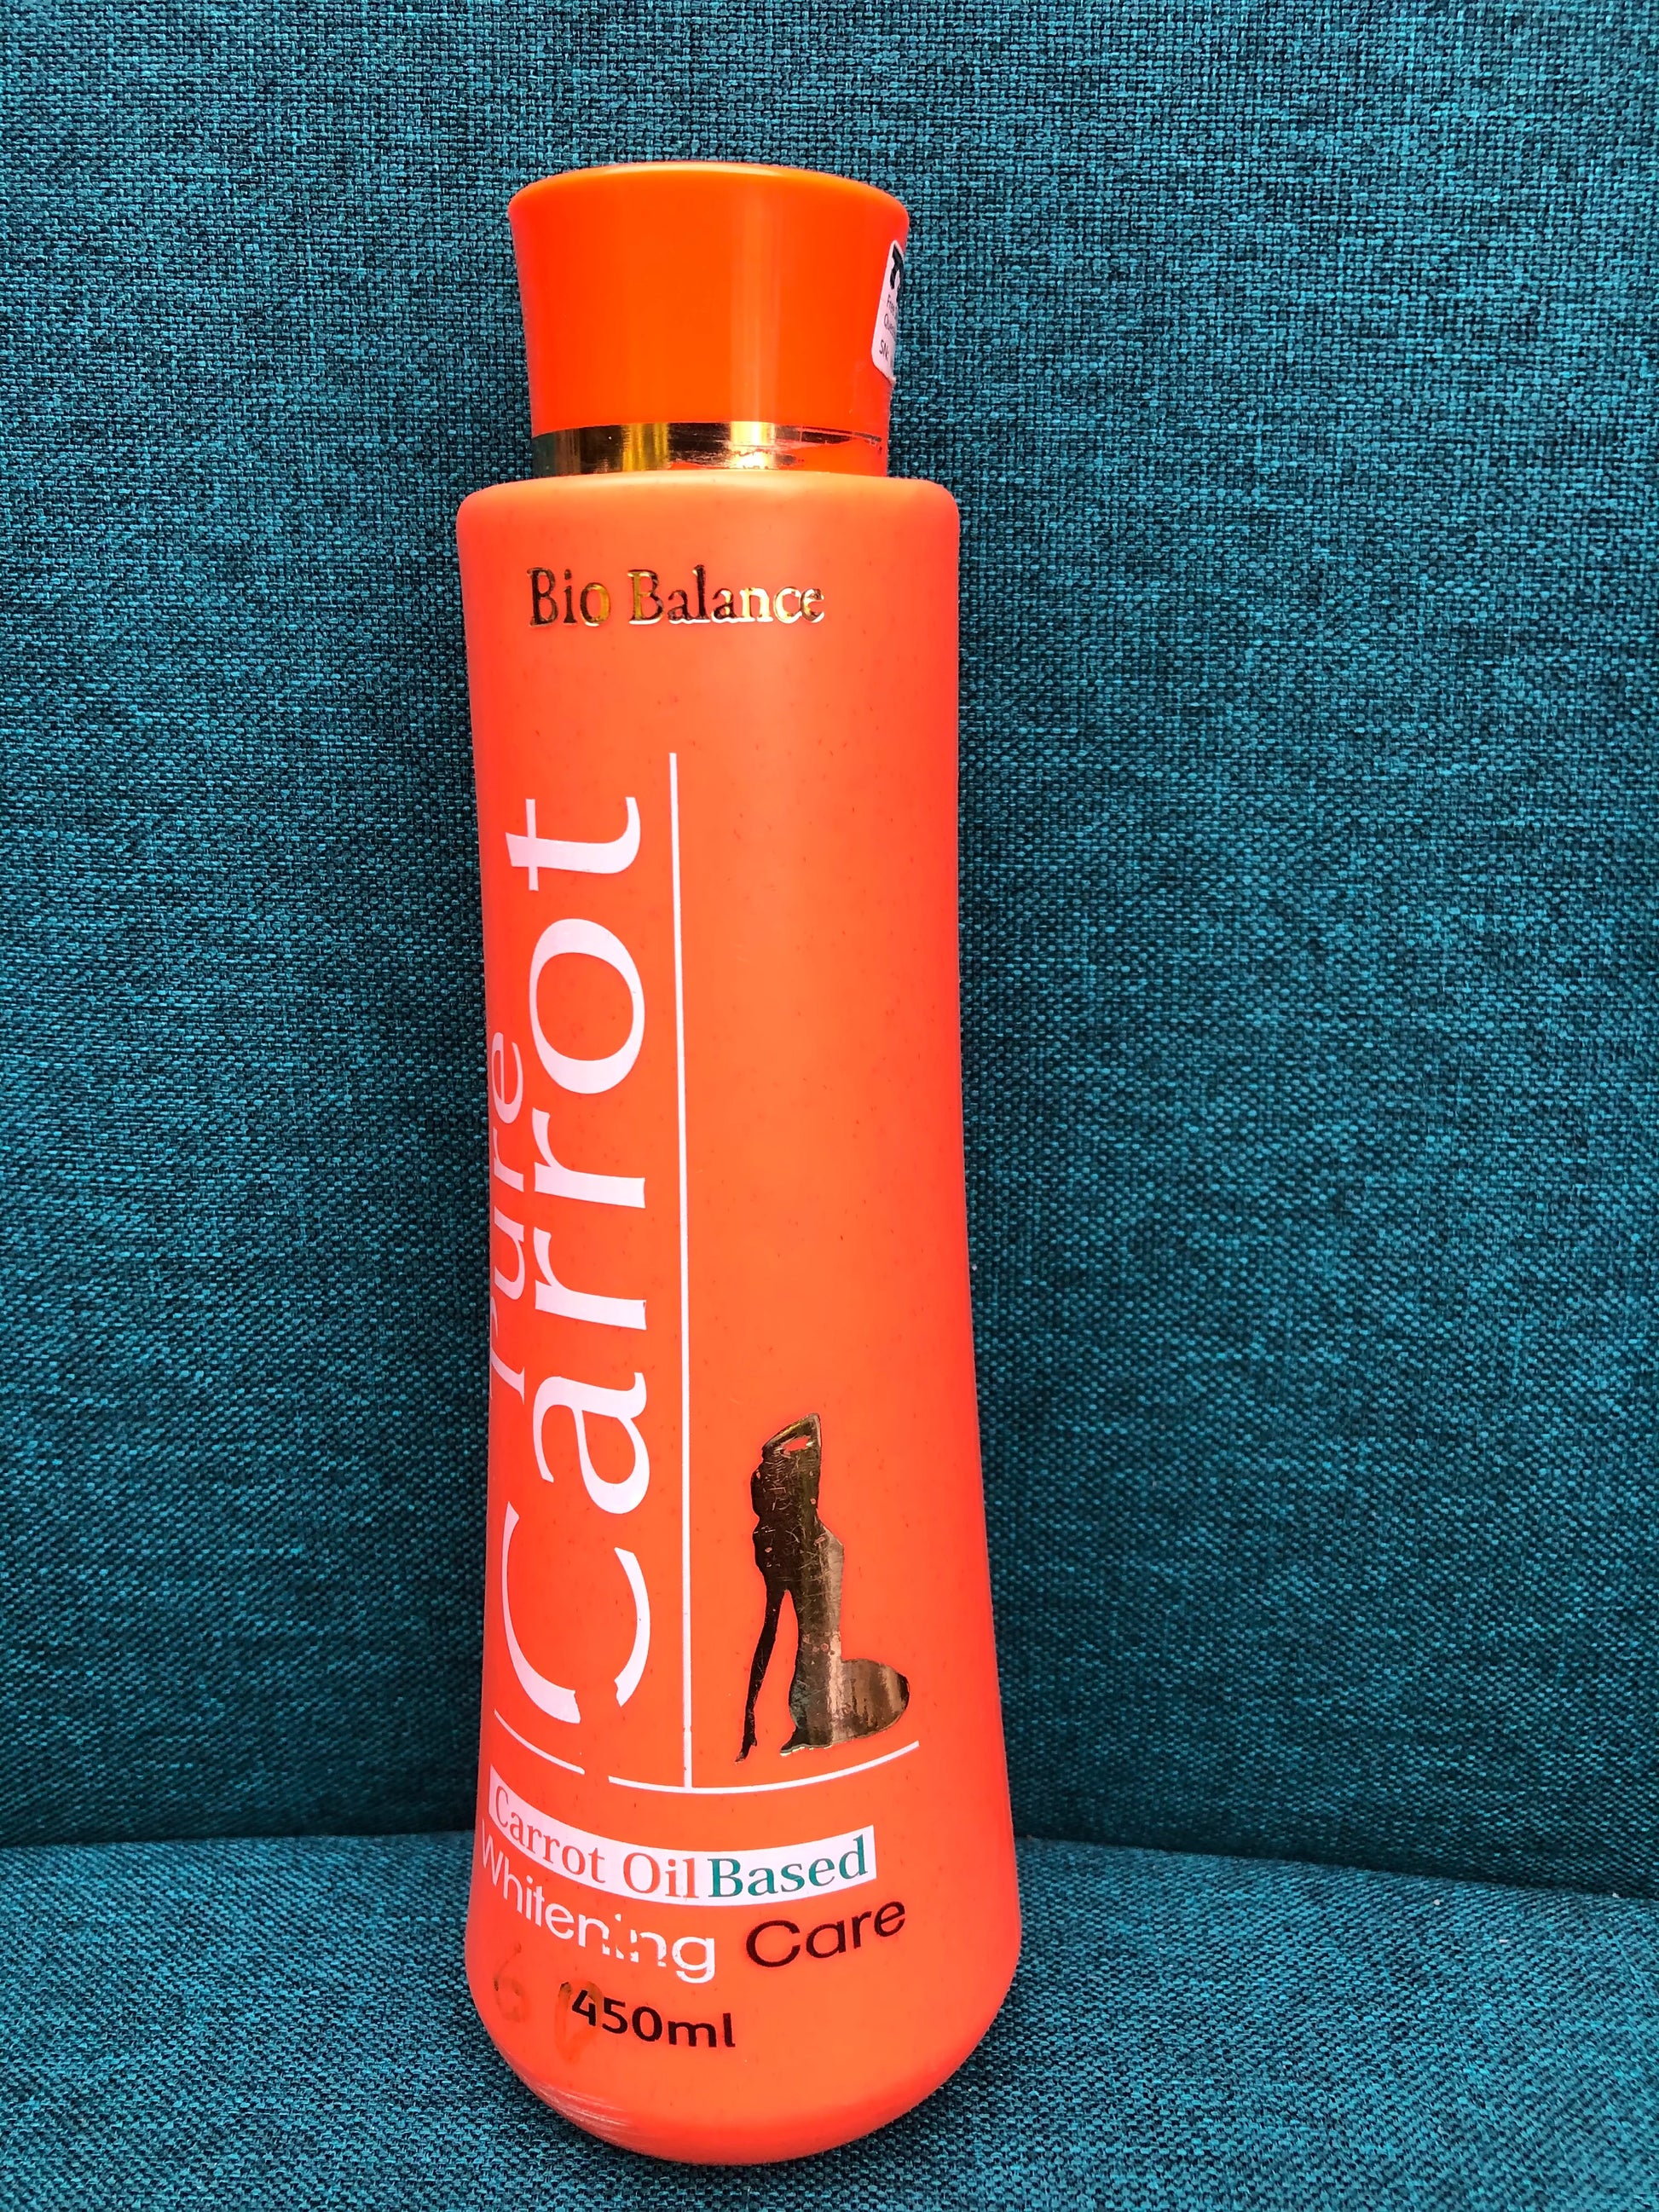 Bio Balance
Pure
Carrot
Carrot Oil Based
Whitening Care
450ml